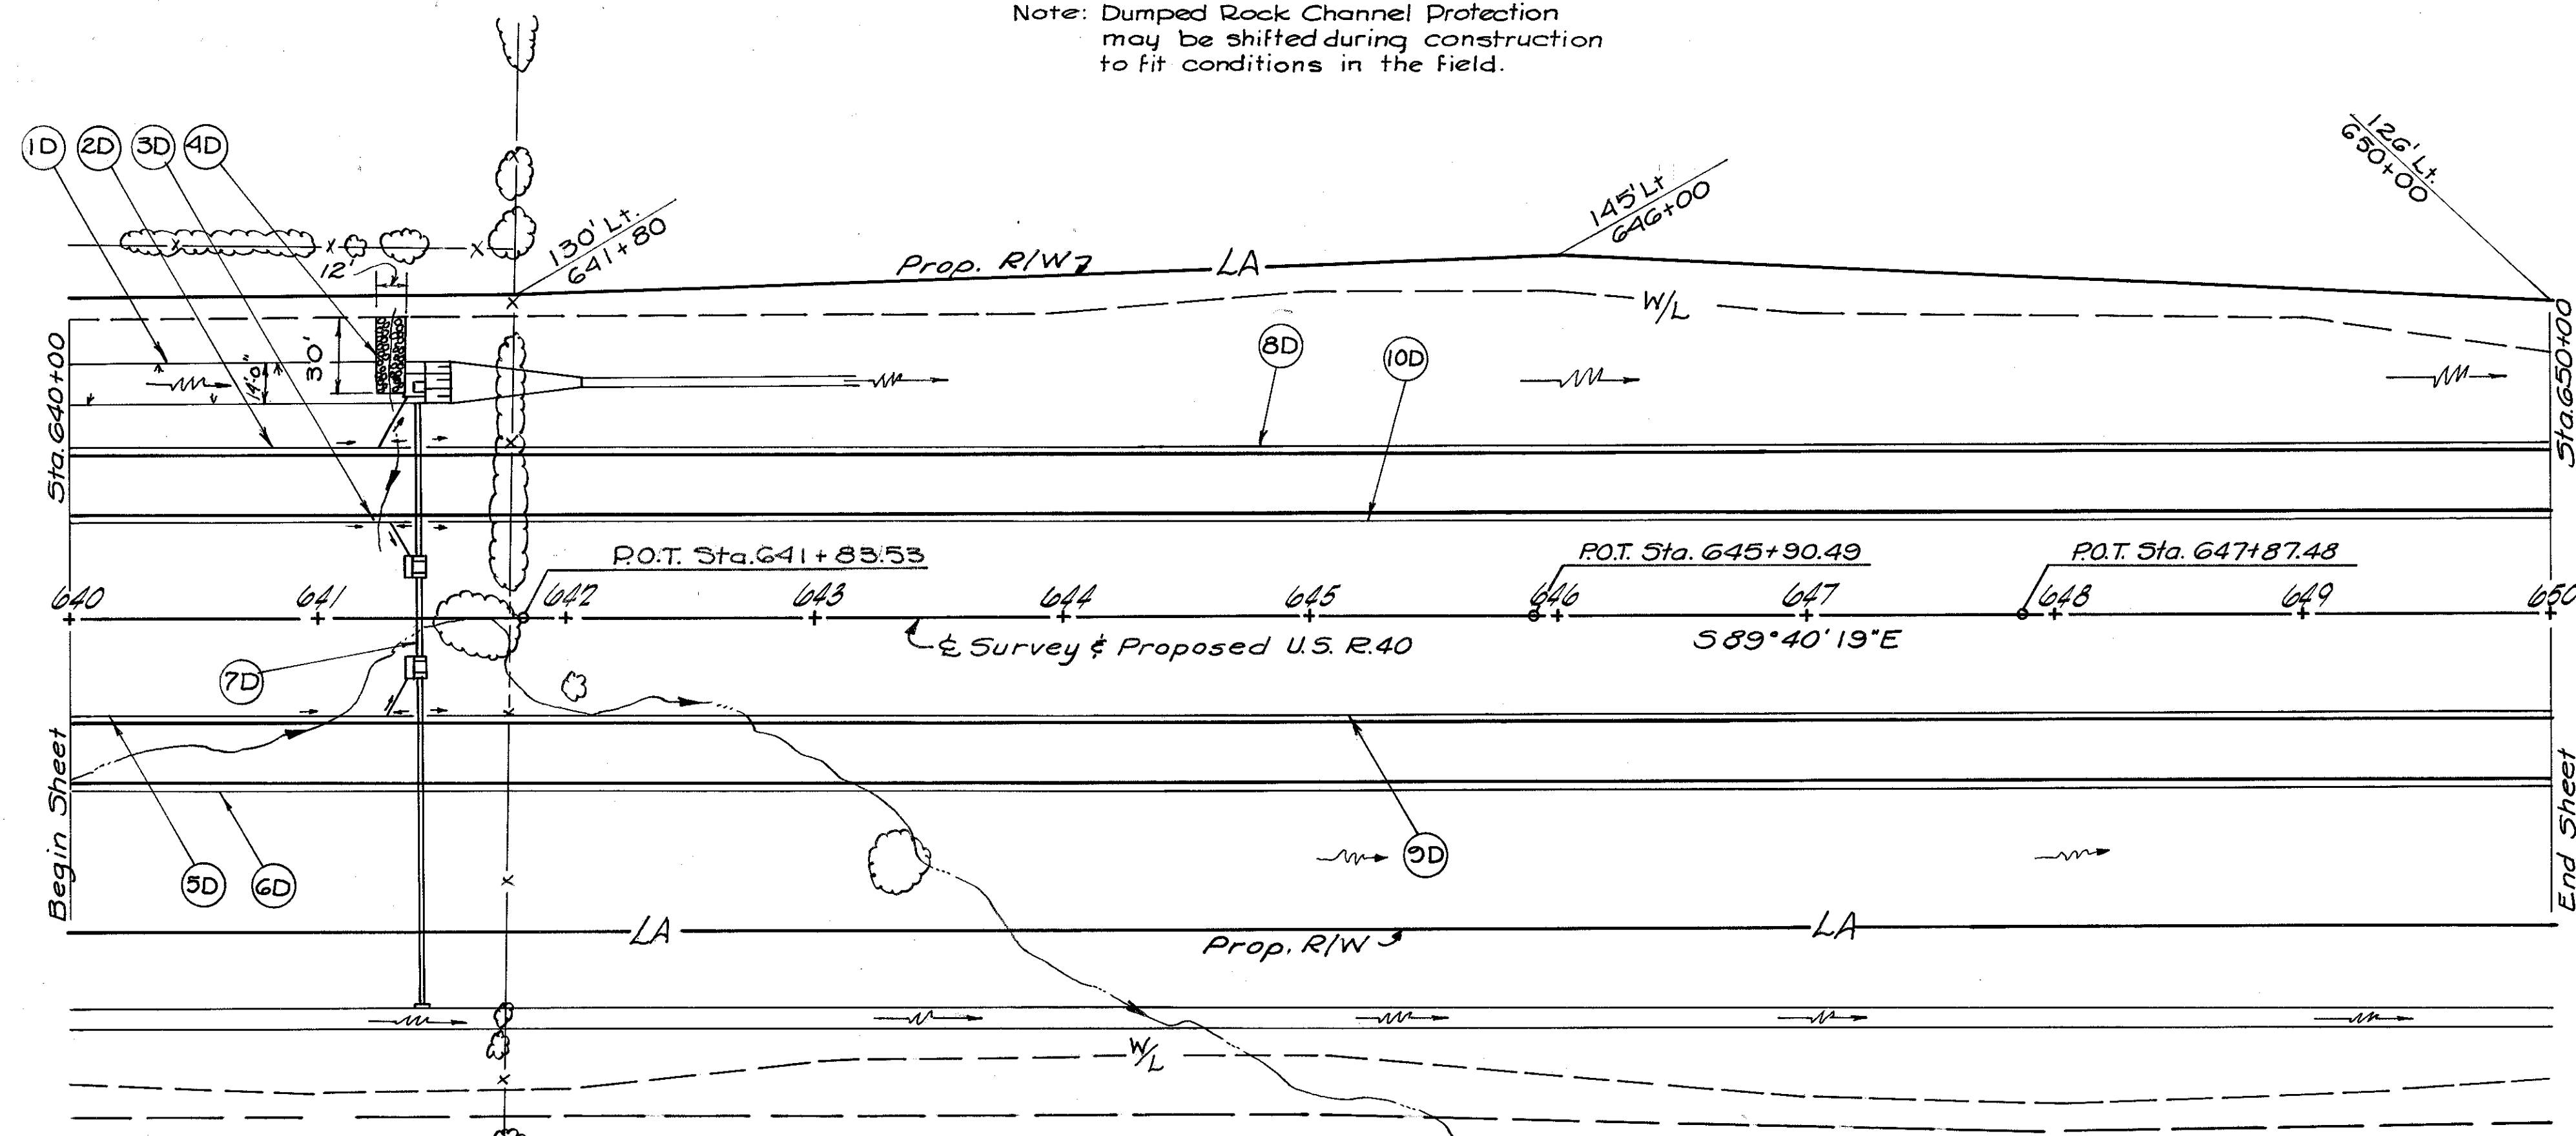 Note: Dumped Rock Channel Protection
may be shifted during construction
to fit conditions in the field.
1D 2D 3D 4D
126' Lt.
650+00
145' Lt
646+00
130' Lt.
641+80
12'
Prop. R/W
LA
W/L
Sta. 640+00
30'
14'-0"
8D
10D
Sta. 650+00
P.O.T. Sta. 641+83.53
P.O.T. Sta. 645+90.49
P.O.T. Sta. 647+87.48
640 641 642 643 644 645 646 647 648 649 650
℄ Survey & Proposed U.S. R. 40
S 89° 40' 19" E
7D
Begin Sheet
End Sheet
5D 6D
9D
LA
LA
Prop. R/W
W/L